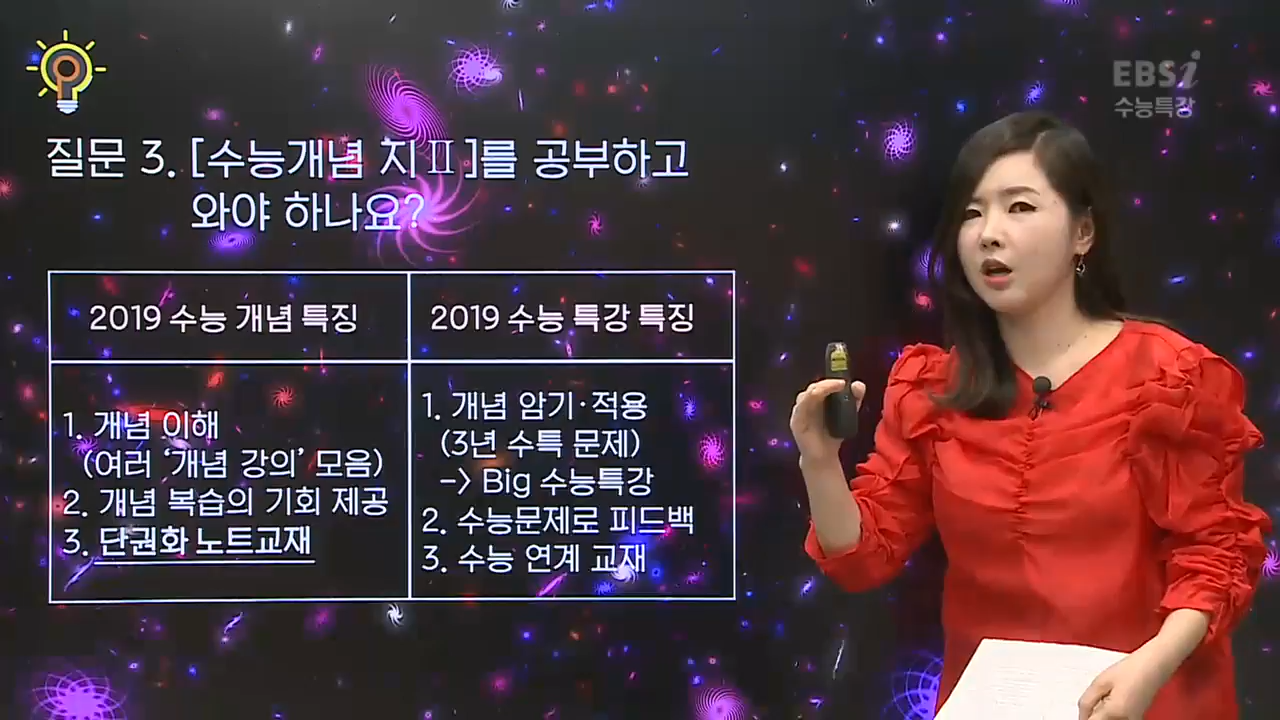 EBSi
수능특강
질문 3. [수능개념 지Ⅱ]를 공부하고
와야 하나요?
2019 수능 개념 특징
2019 수능 특강 특징
1. 개념 이해
(여러 ‘개념 강의’ 모음)
2. 개념 복습의 기회 제공
3. 단권화 노트교재
1. 개념 암기·적용
(3년 수특 문제)
-> Big 수능특강
2. 수능문제로 피드백
3. 수능 연계 교재